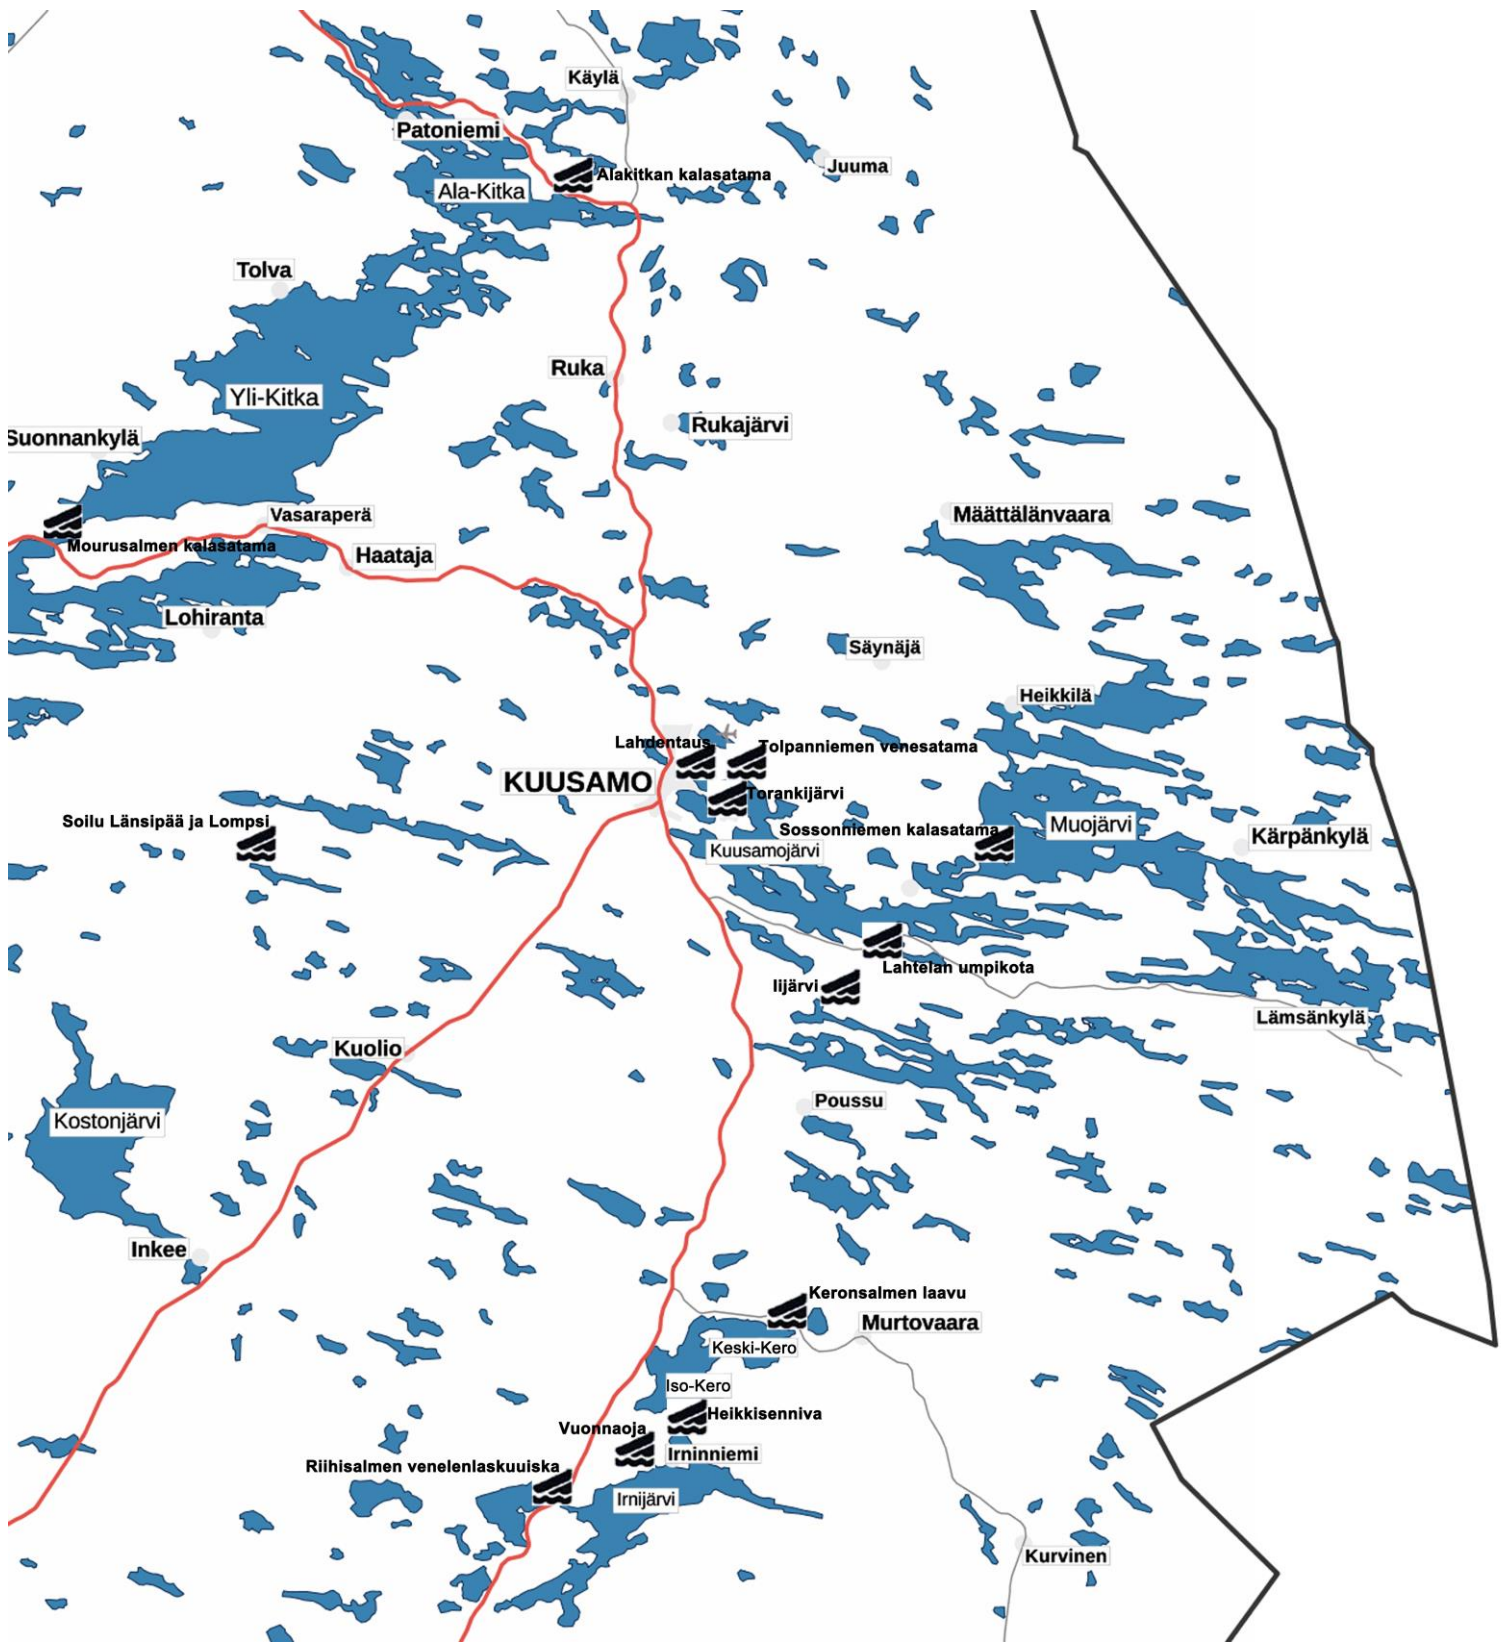 Käylä
Patoniemi
Juuma
Alakitkan kalasatama
Ala-Kitka
Tolva
Ruka
Yli-Kitka
Rukajärvi
Suonnankylä
Vasaraperä
Määttälänvaara
Mourusalmen kalasatama
Haataja
Lohiranta
Säynäjä
Heikkilä
Lahdentaus
Tolpanniemen venesatama
KUUSAMO
Torankijärvi
Soilu Länsipää ja Lompsi
Sossonniemen kalasatama
Muojärvi
Kärpänkylä
Kuusamojärvi
Lahtelan umpikota
Iijärvi
Lämsänkylä
Kuolio
Poussu
Kostonjärvi
Inkee
Keronsalmen laavu
Murtovaara
Keski-Kero
Iso-Kero
Heikkisenniva
Vuonnaoja
Irninniemi
Riihisalmen venelenlaskuuiska
Irnijärvi
Kurvinen